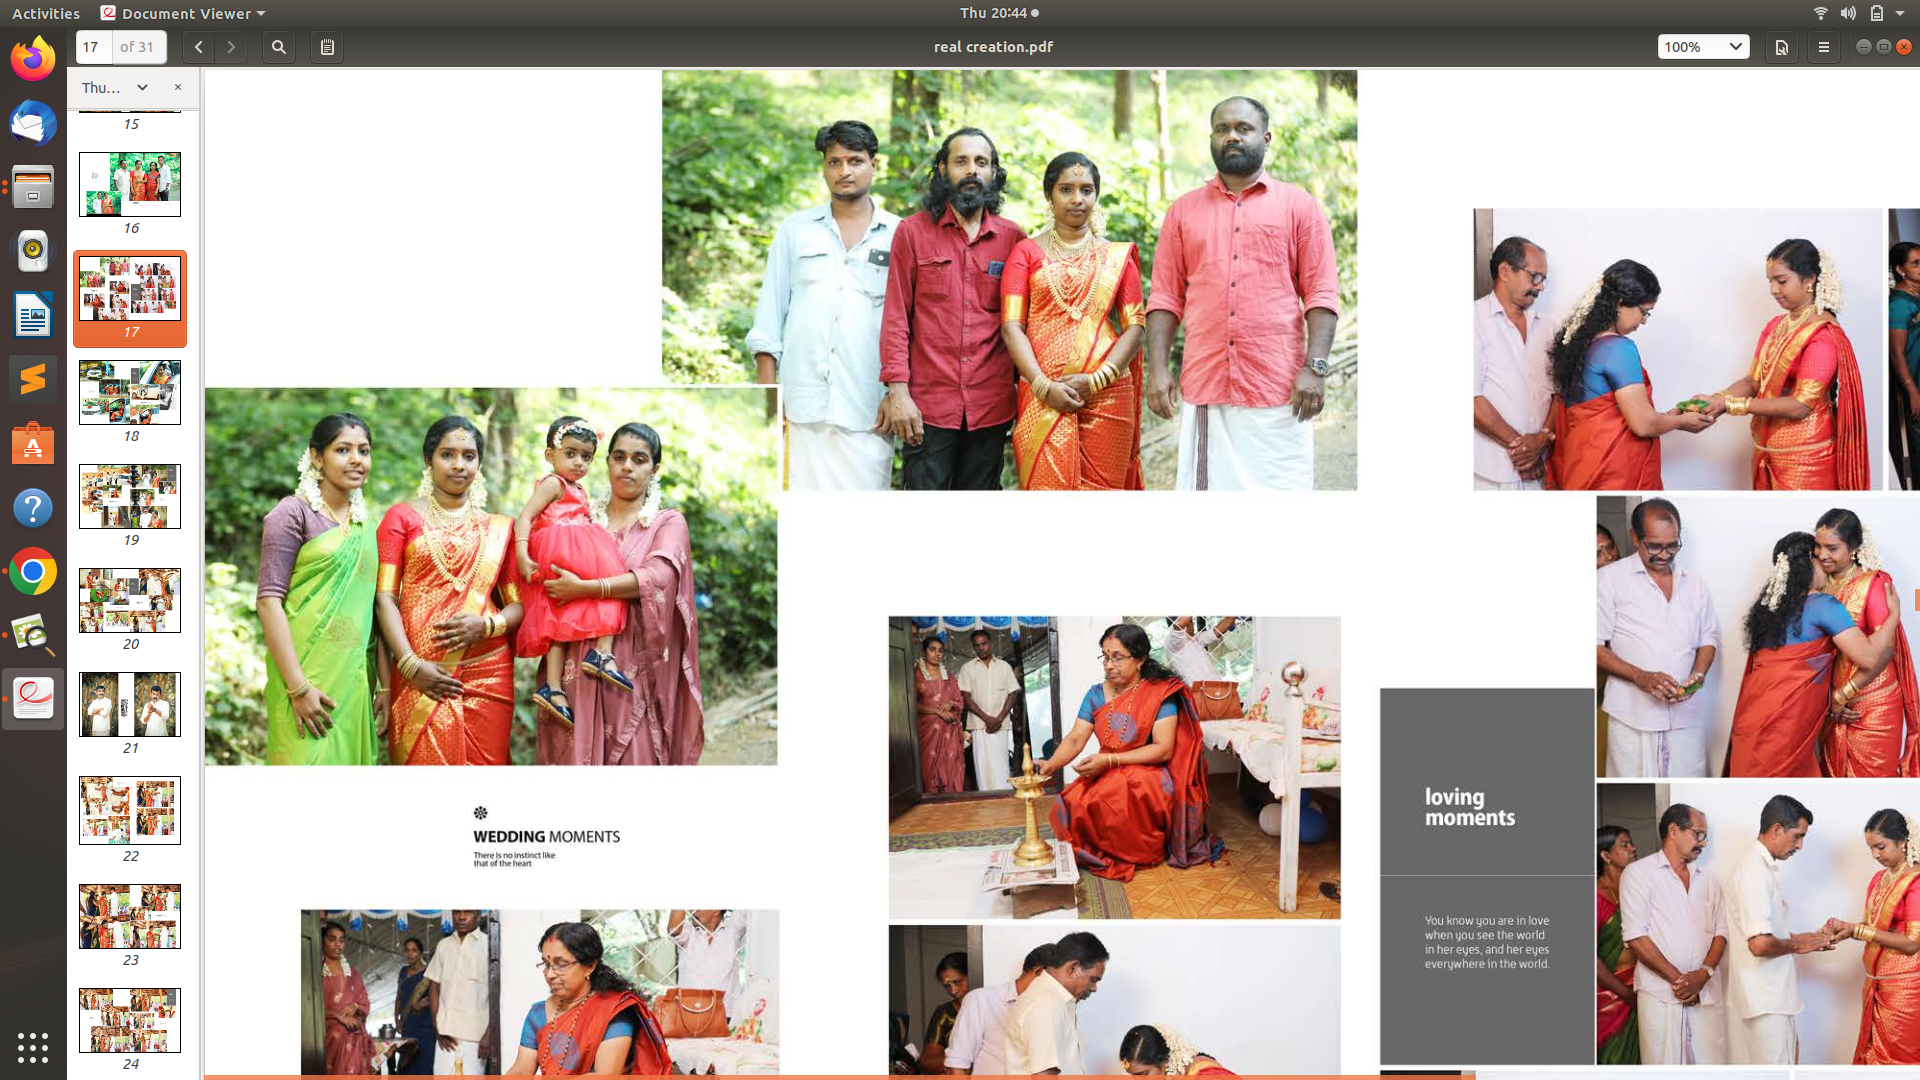 Activities
Document Viewer
Thu 20:44
17
of 31
real creation.pdf
100%
Thu...
15
16
17
18
19
20
21
22
23
24
WEDDING MOMENTS
There is no instinct like
that of the heart
loving
moments
You know you are in love
when you see the world
in her eyes, and her eyes
everywhere in the world.